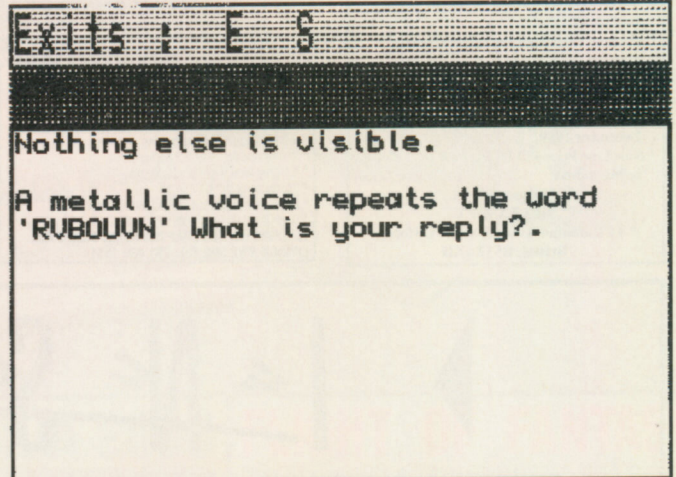 Exits : E S
Nothing else is visible.
A metallic voice repeats the word
'RVBOUVN' What is your reply?.